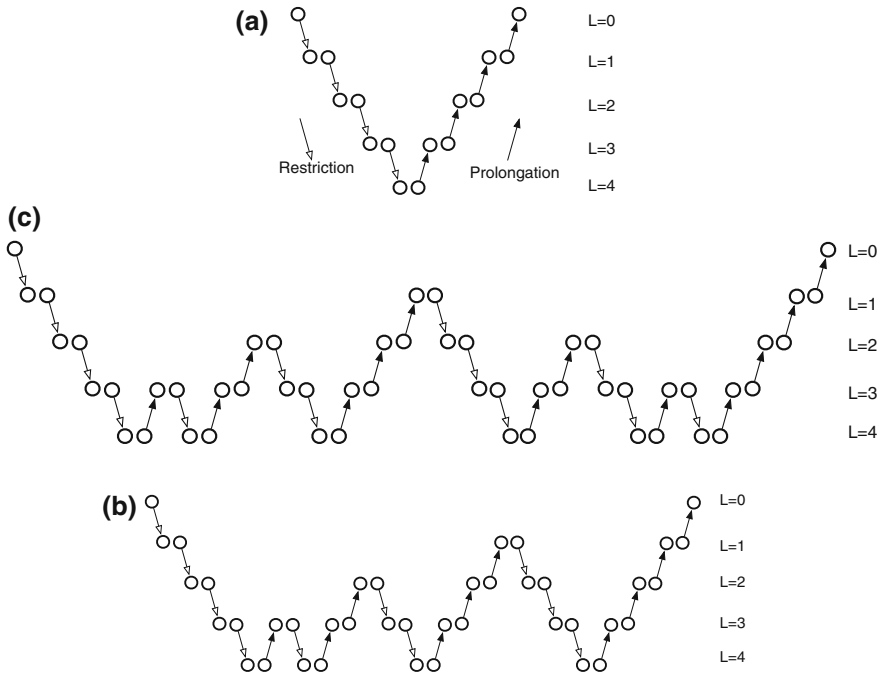 (a)
L=0
L=1
L=2
L=3
L=4
Restriction
Prolongation
(c)
L=0
L=1
L=2
L=3
L=4
(b)
L=0
L=1
L=2
L=3
L=4